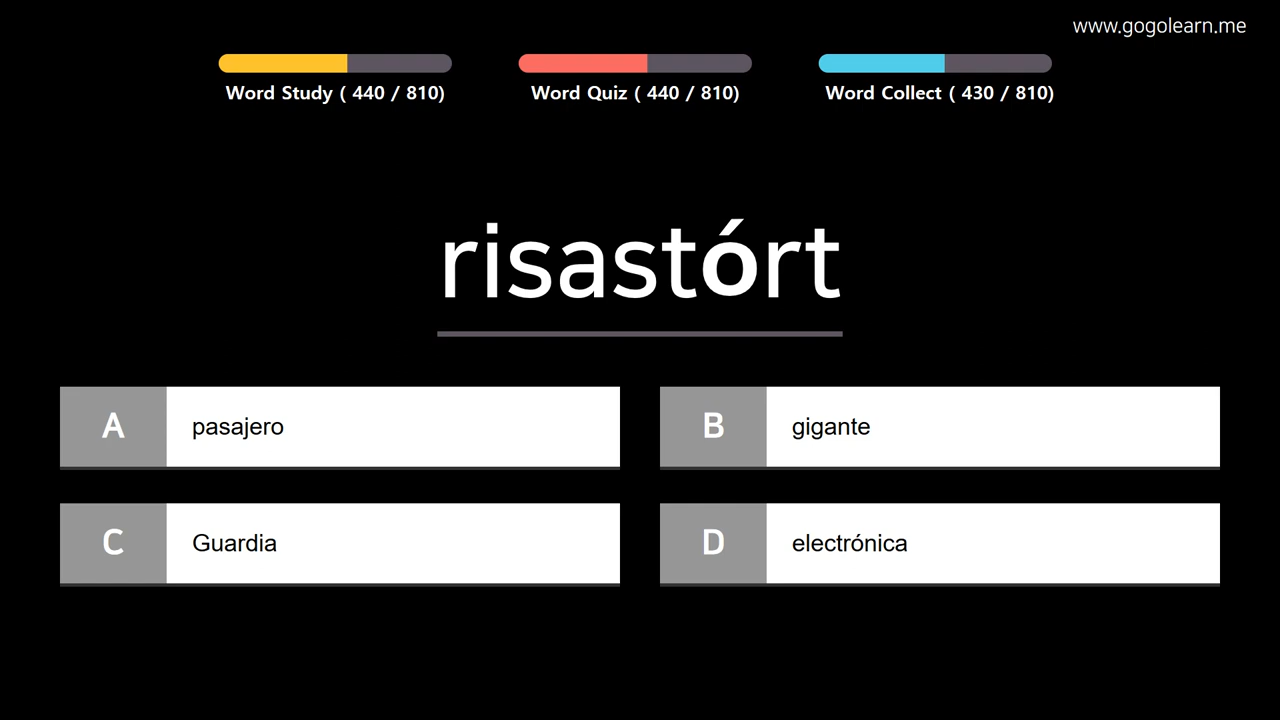 www.gogolearn.me
Word Study ( 440 / 810)
Word Quiz ( 440 / 810)
Word Collect ( 430 / 810)
risastórt
A pasajero
B gigante
C Guardia
D electrónica